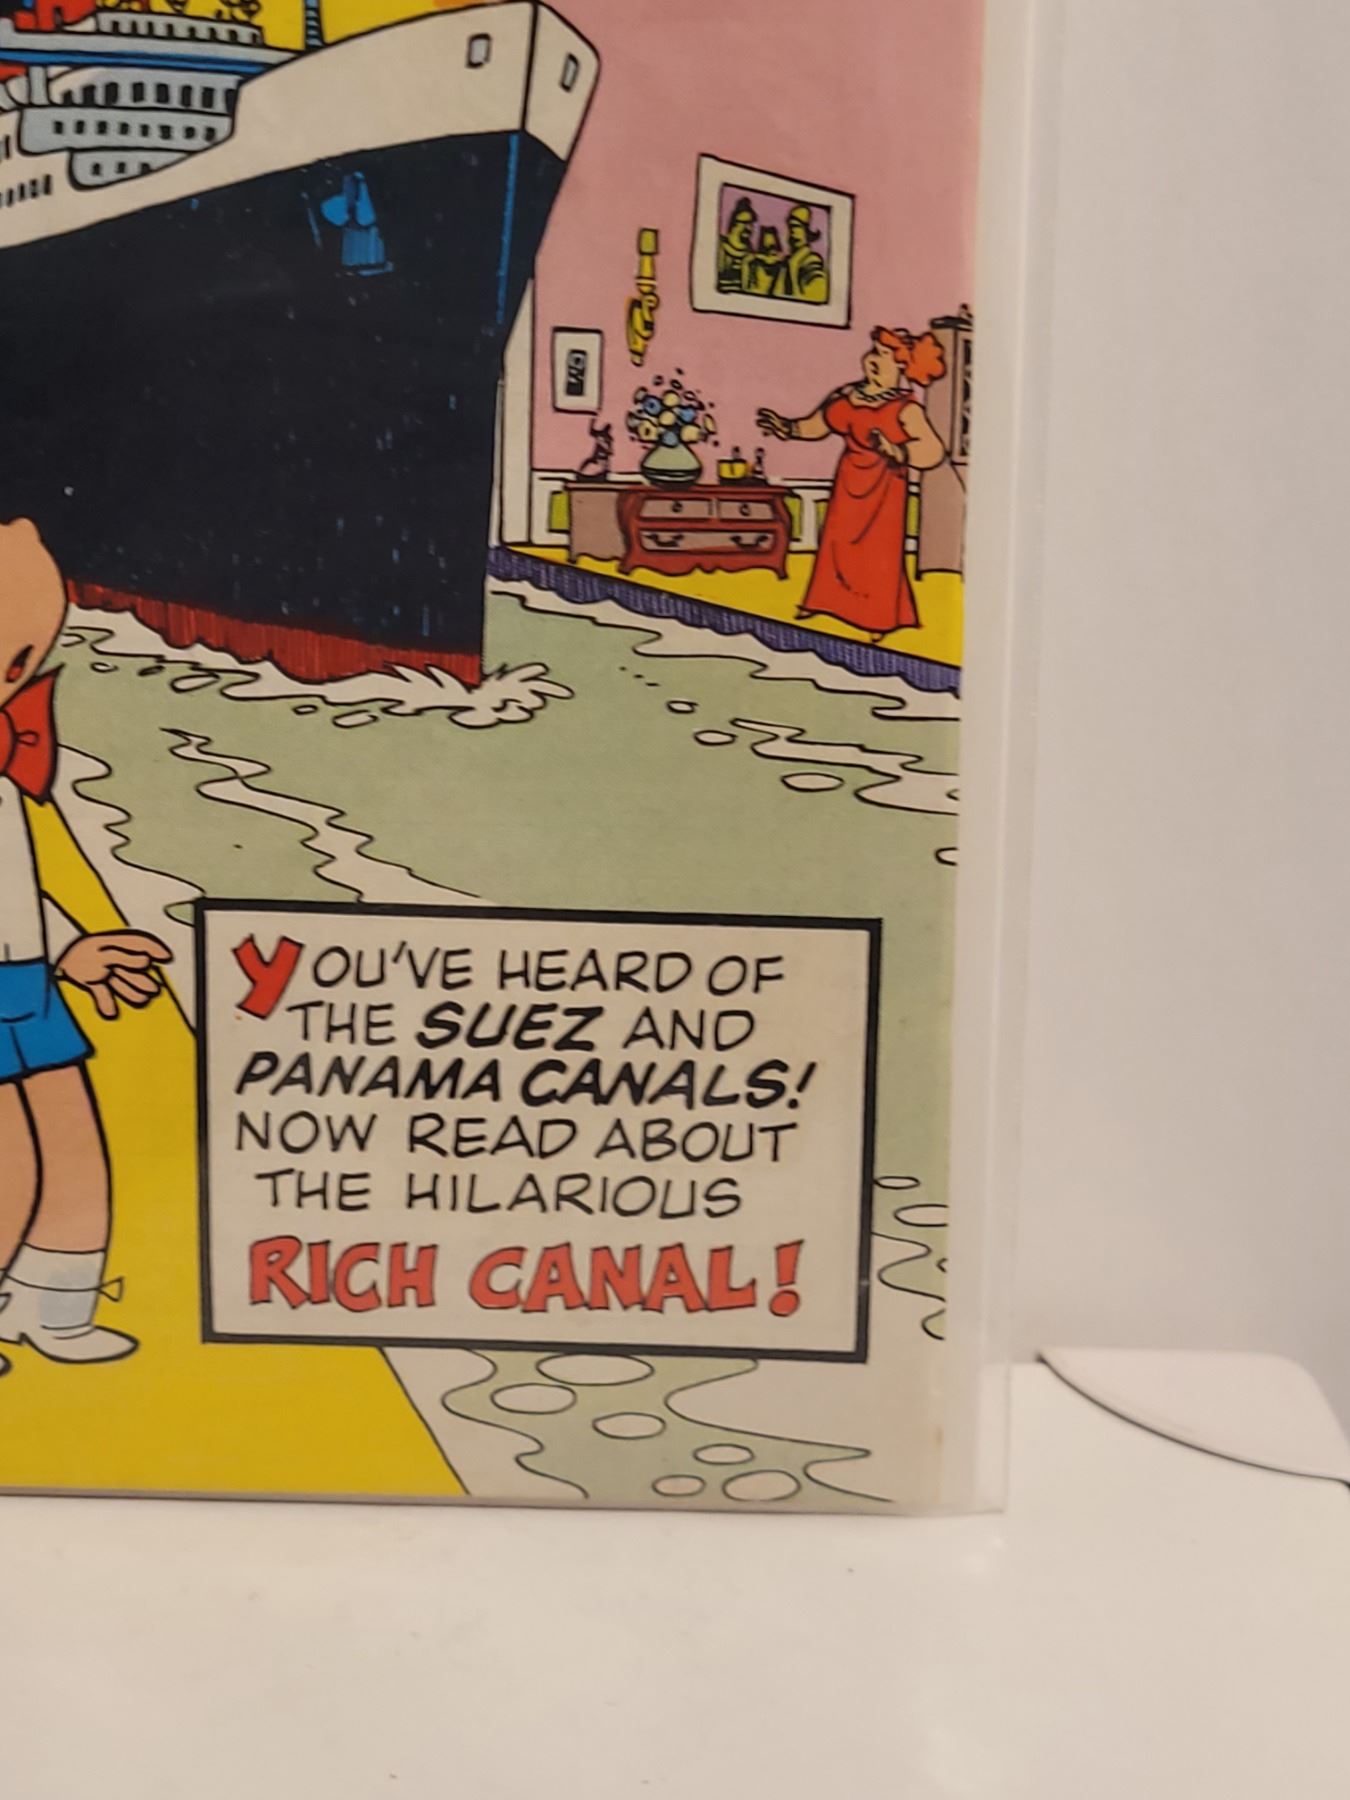 YOU'VE HEARD OF
THE SUEZ AND
PANAMA CANALS!
NOW READ ABOUT
THE HILARIOUS
RICH CANAL!